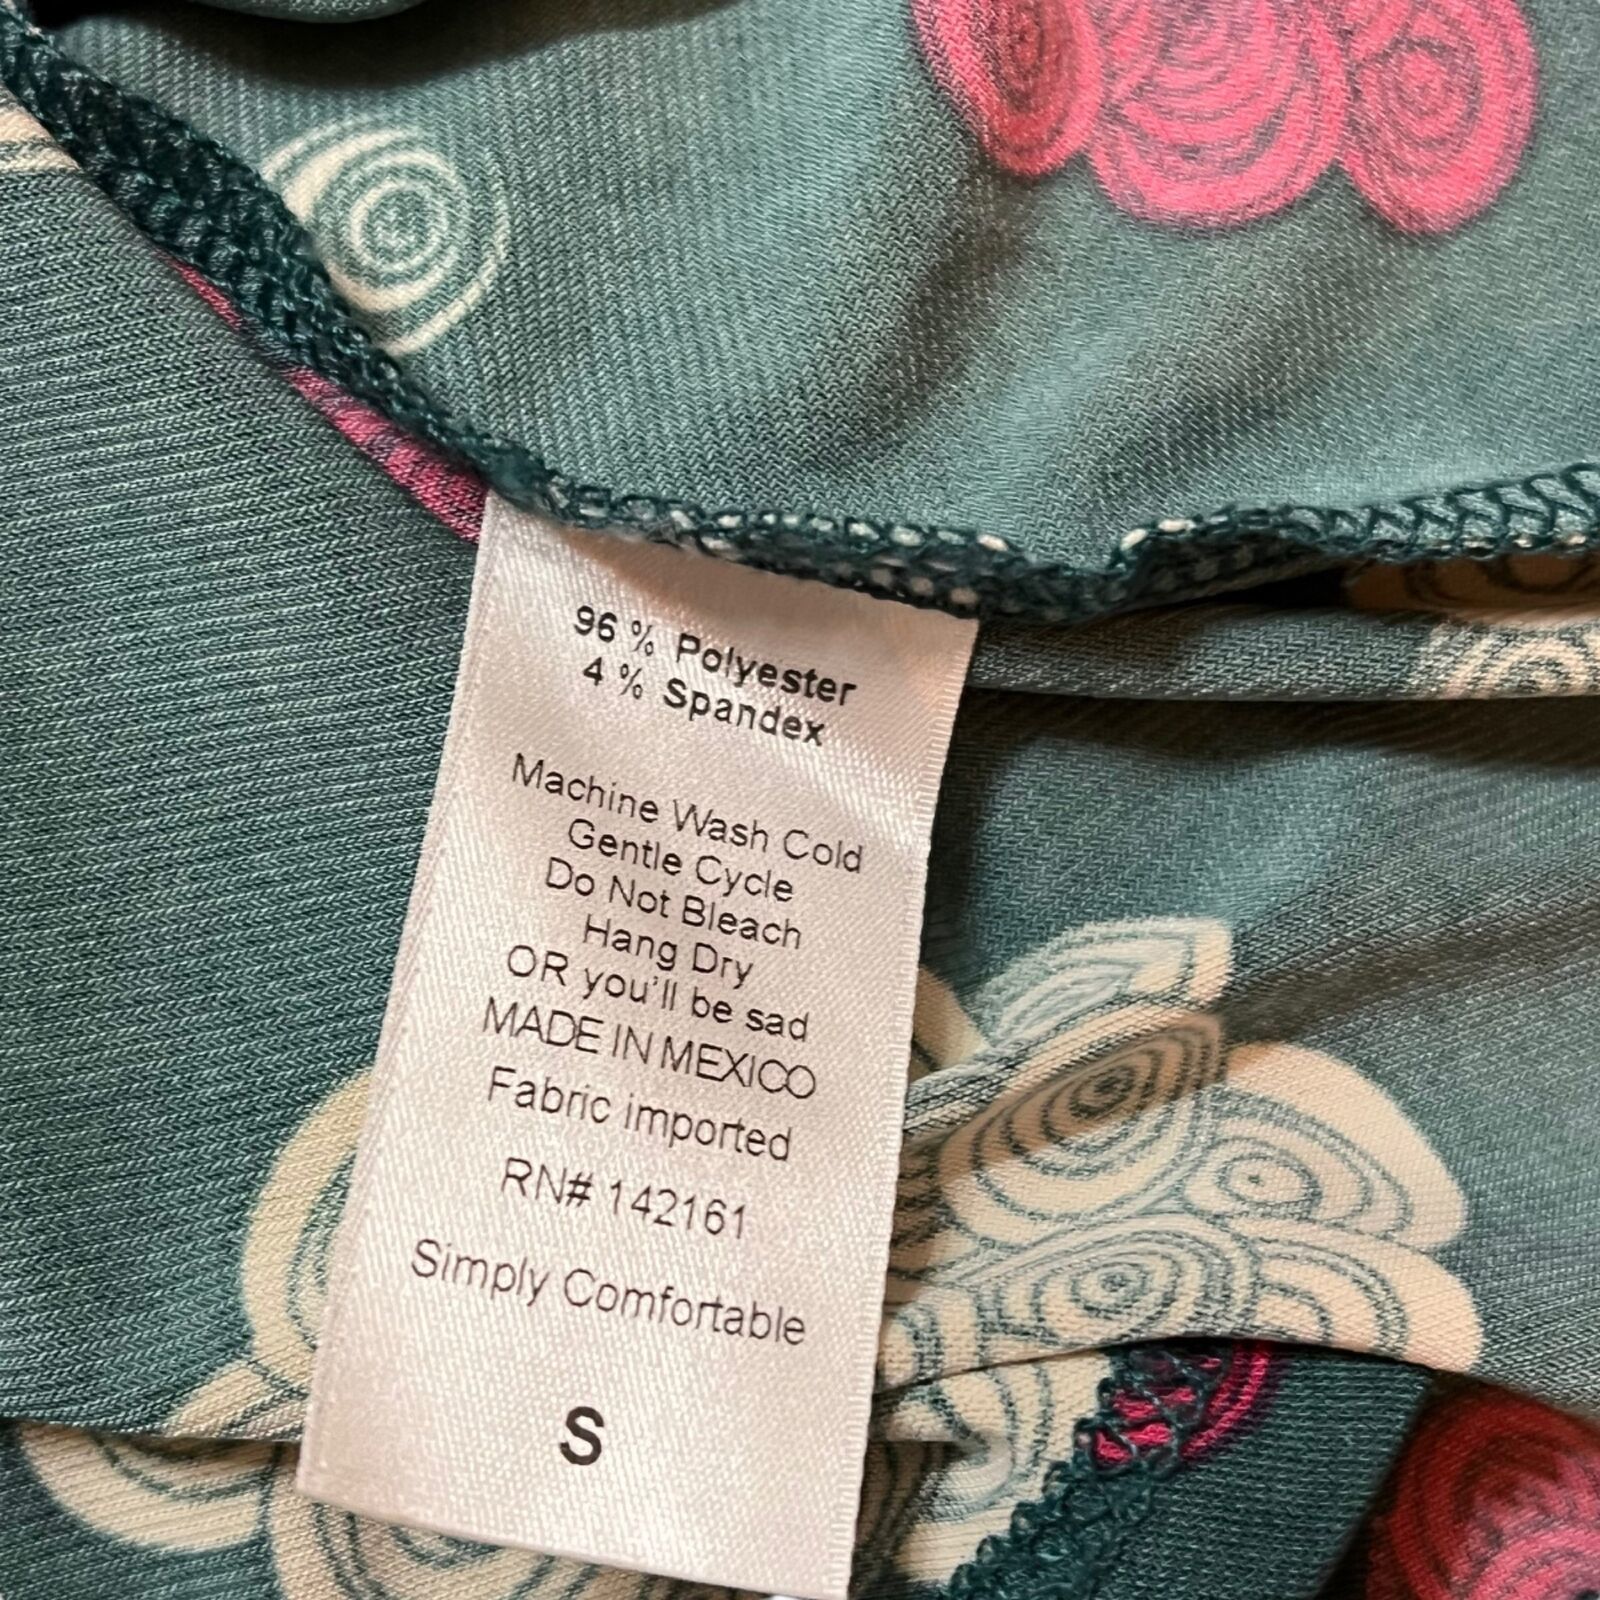 96 % Polyester
4 % Spandex
Machine Wash Cold
Gentle Cycle
Do Not Bleach
Hang Dry
OR you'll be sad
MADE IN MEXICO
Fabric imported
RN# 142161
Simply Comfortable
S